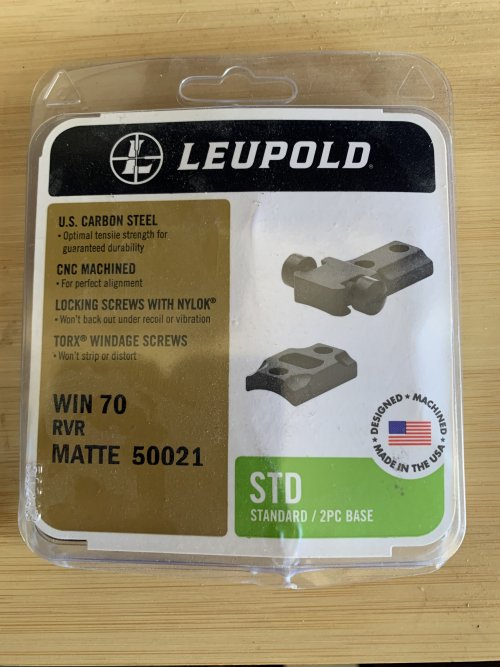 LEUPOLD®
U.S. CARBON STEEL
• Optimal tensile strength for
guaranteed durability
CNC MACHINED
• For perfect alignment
LOCKING SCREWS WITH NYLOK®
• Won't back out under recoil or vibration
TORX® WINDAGE SCREWS
• Won't strip or distort
WIN 70
RVR
MATTE 50021
DESIGNED ★ MACHINED ★ MADE IN THE USA ★
STD
STANDARD / 2PC BASE